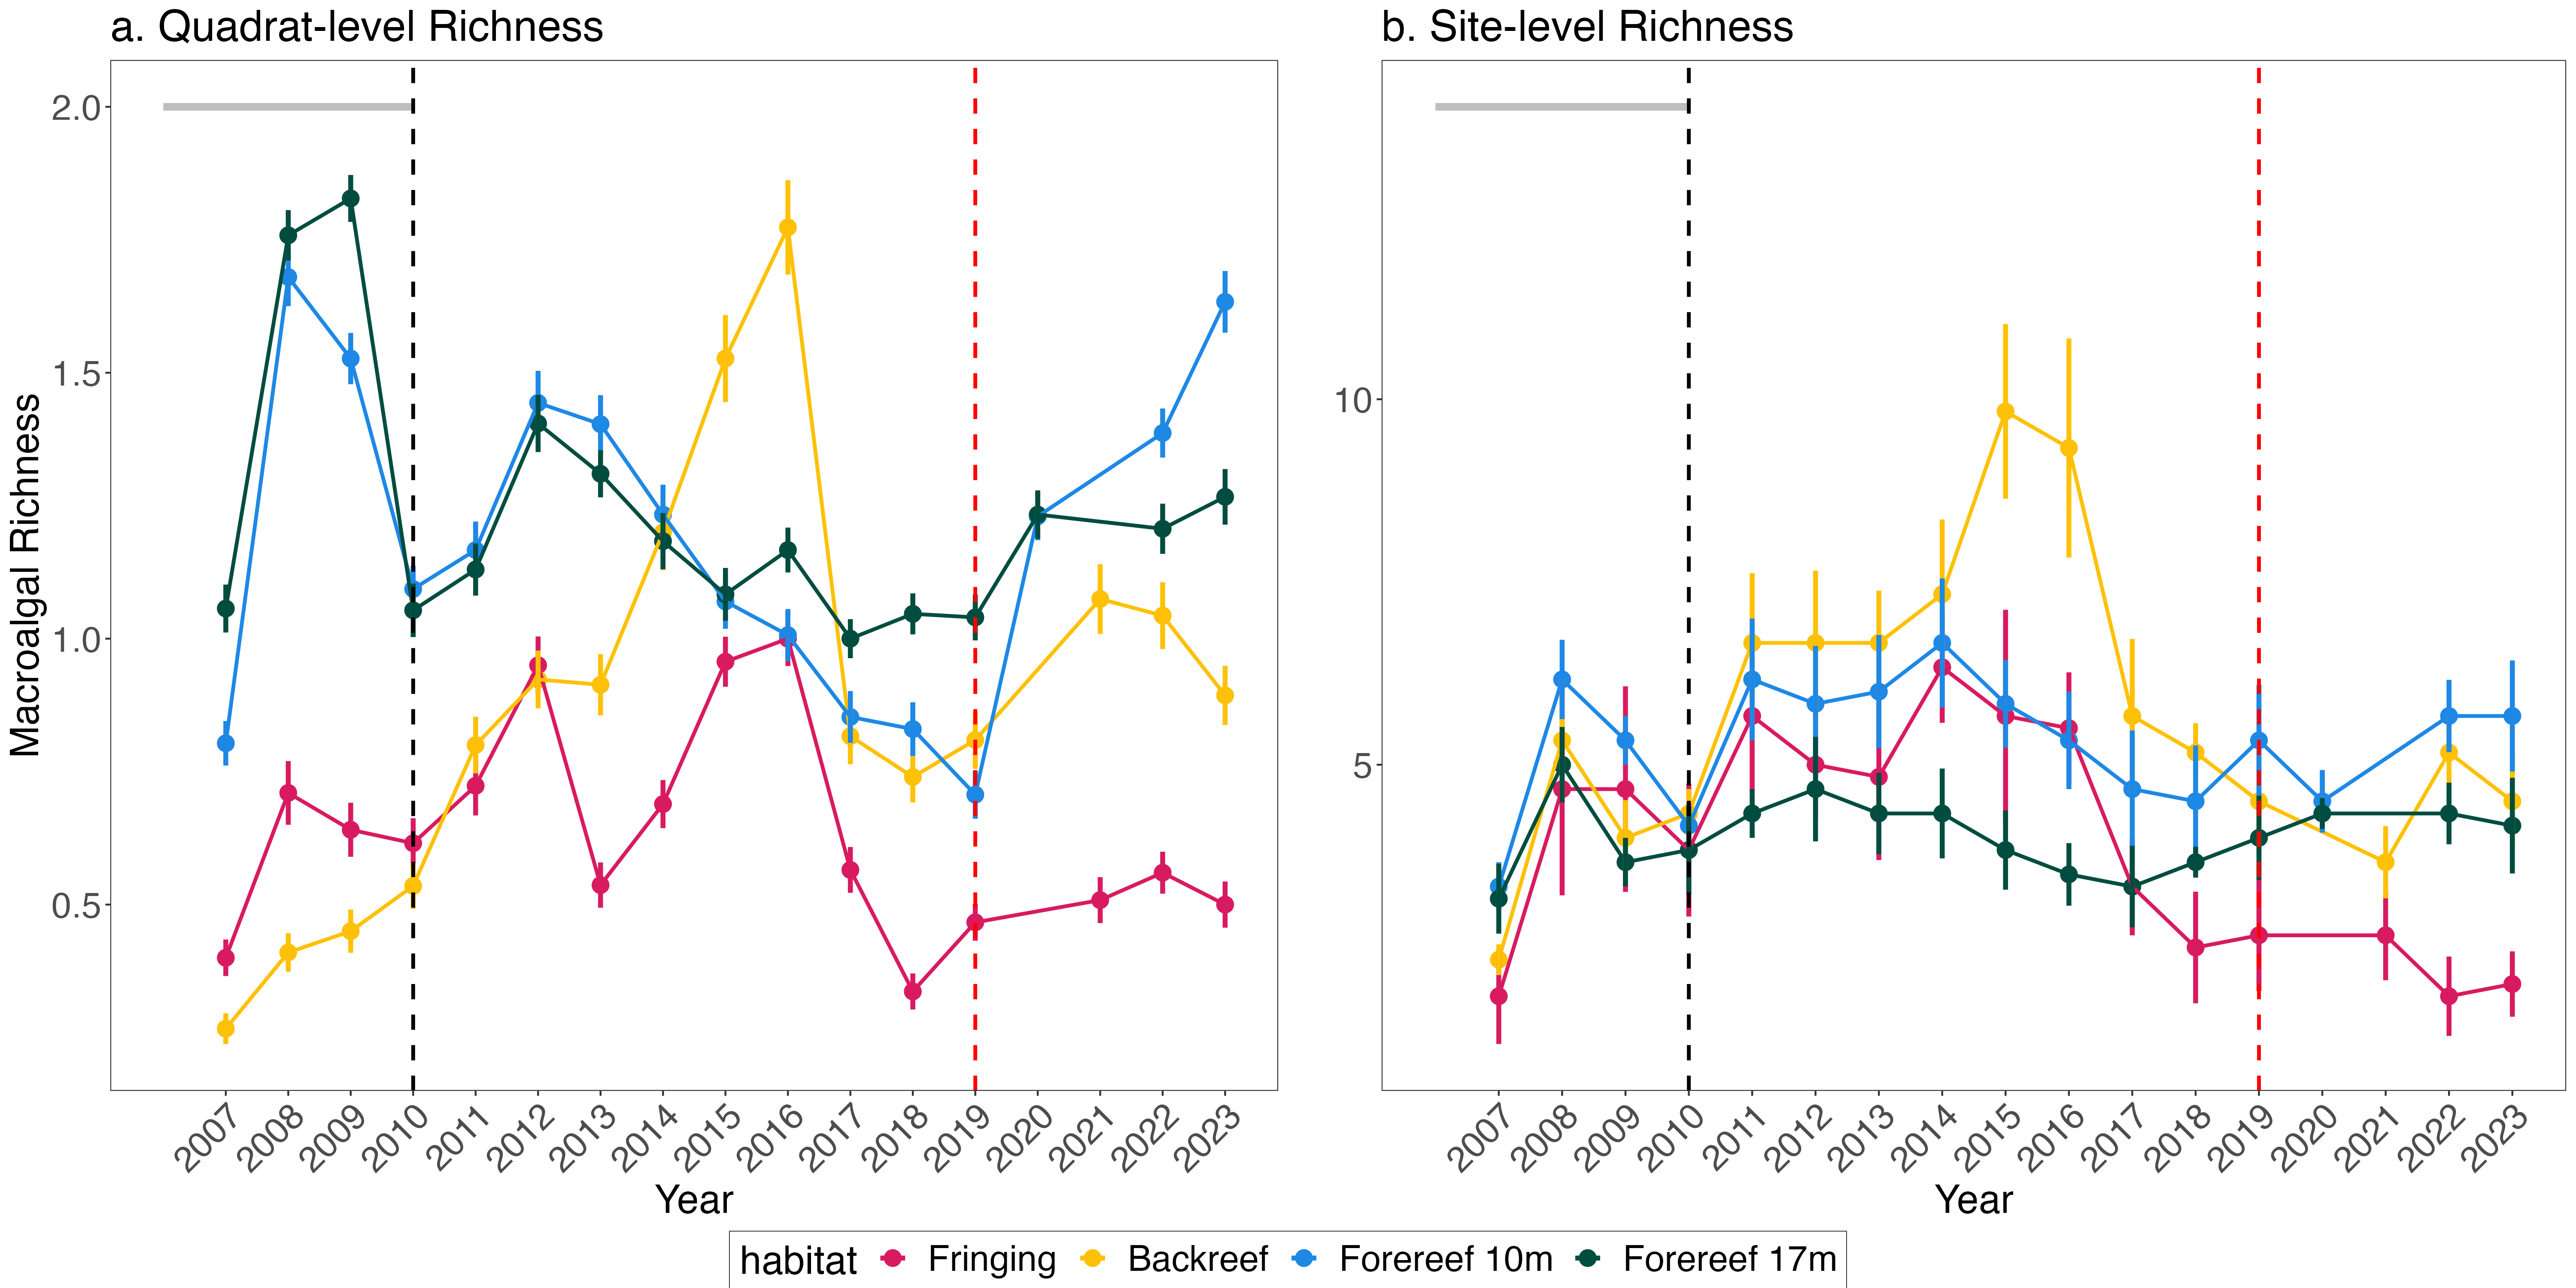 a. Quadrat-level Richness
b. Site-level Richness
Macroalgal Richness
2.0
1.5
1.0
0.5
10
5
2007 2008 2009 2010 2011 2012 2013 2014 2015 2016 2017 2018 2019 2020 2021 2022 2023
2007 2008 2009 2010 2011 2012 2013 2014 2015 2016 2017 2018 2019 2020 2021 2022 2023
Year
Year
habitat Fringing Backreef Forereef 10m Forereef 17m